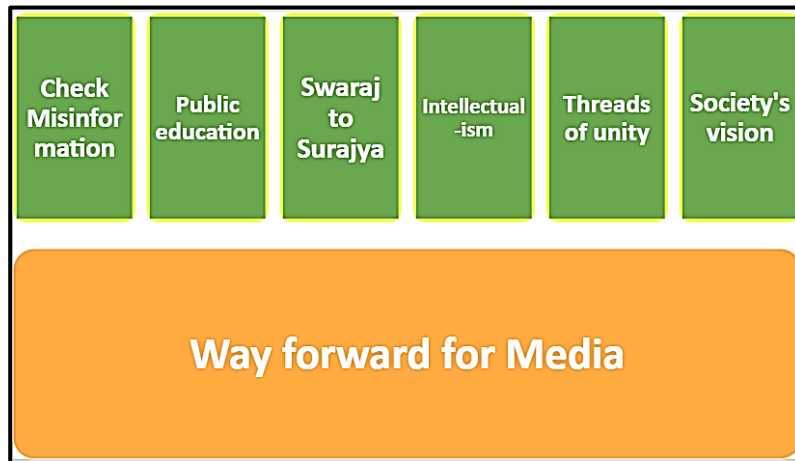 Check
Misinfor
mation
Public
education
Swaraj
to
Surajya
Intellectual
-ism
Threads
of unity
Society's
vision
Way forward for Media